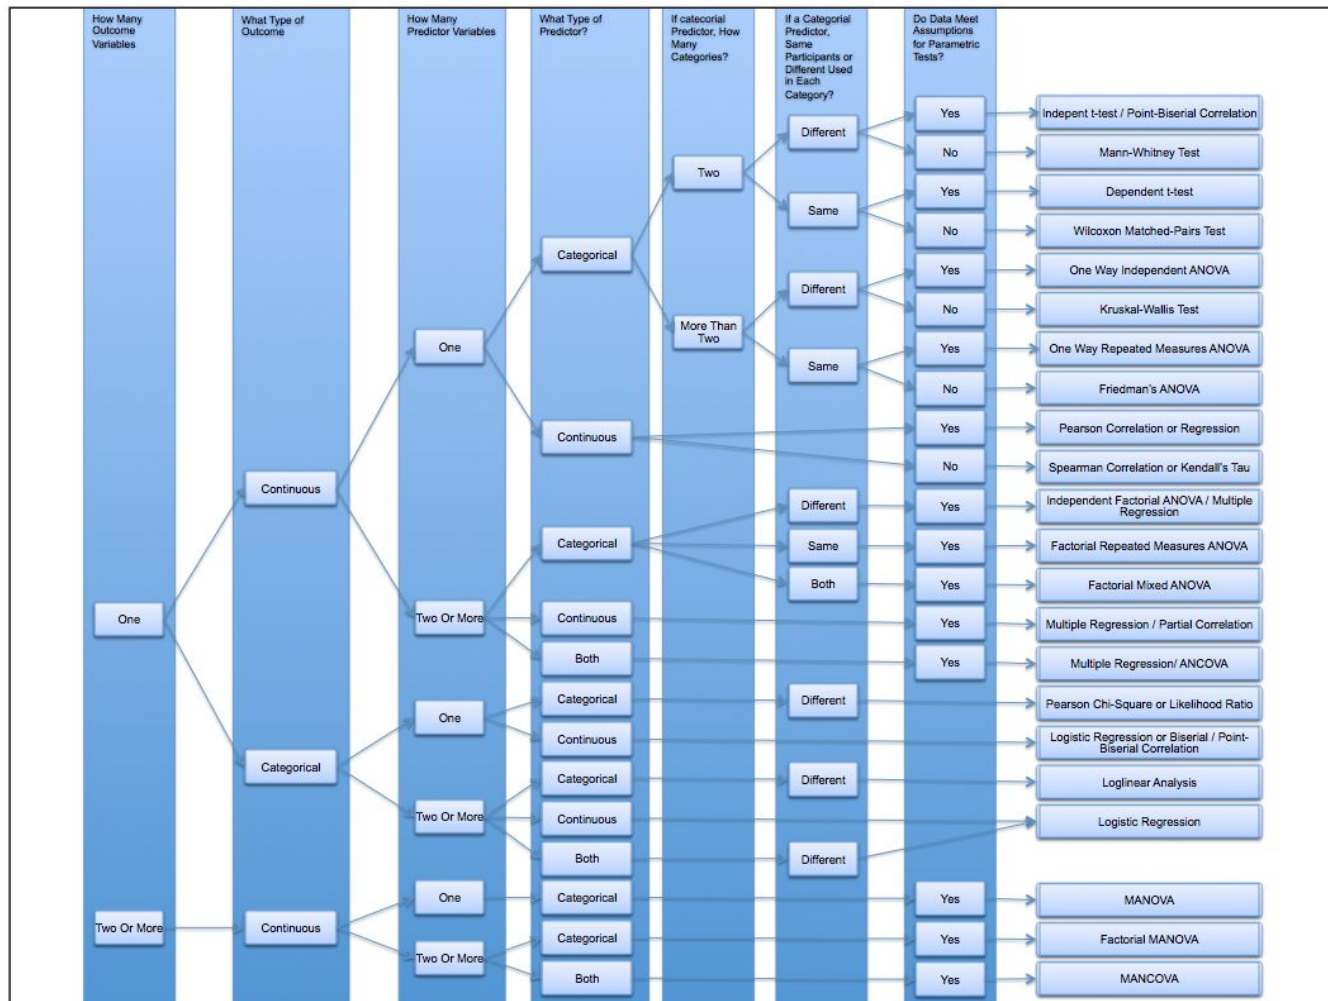 How Many
Outcome
Variables
What Type of
Outcome
How Many
Predictor Variables
What Type of
Predictor?
If catecorial
Predictor, How
Many
Categories?
If a Categorial
Predictor,
Same
Participants or
Different Used
in Each
Category?
Do Data Meet
Assumptions
for Parametric
Tests?
Yes
Indepent t-test / Point-Biserial Correlation
Different
No
Mann-Whitney Test
Two
Yes
Dependent t-test
Same
No
Wilcoxon Matched-Pairs Test
Categorical
Yes
One Way Independent ANOVA
Different
No
Kruskal-Wallis Test
More Than
Two
One
Yes
One Way Repeated Measures ANOVA
Same
No
Friedman's ANOVA
Continuous
Yes
Pearson Correlation or Regression
No
Spearman Correlation or Kendall's Tau
Continuous
Different
Yes
Independent Factorial ANOVA / Multiple
Regression
Categorical
Same
Yes
Factorial Repeated Measures ANOVA
Both
Yes
Factorial Mixed ANOVA
One
Two Or More
Continuous
Yes
Multiple Regression / Partial Correlation
Both
Yes
Multiple Regression/ ANCOVA
Categorical
Different
Pearson Chi-Square or Likelihood Ratio
One
Continuous
Logistic Regression or Biserial / Point-
Biserial Correlation
Categorical
Categorical
Different
Loglinear Analysis
Two Or More
Continuous
Logistic Regression
Both
Different
One
Categorical
Yes
MANOVA
Two Or More
Continuous
Categorical
Yes
Factorial MANOVA
Two Or More
Both
Yes
MANCOVA